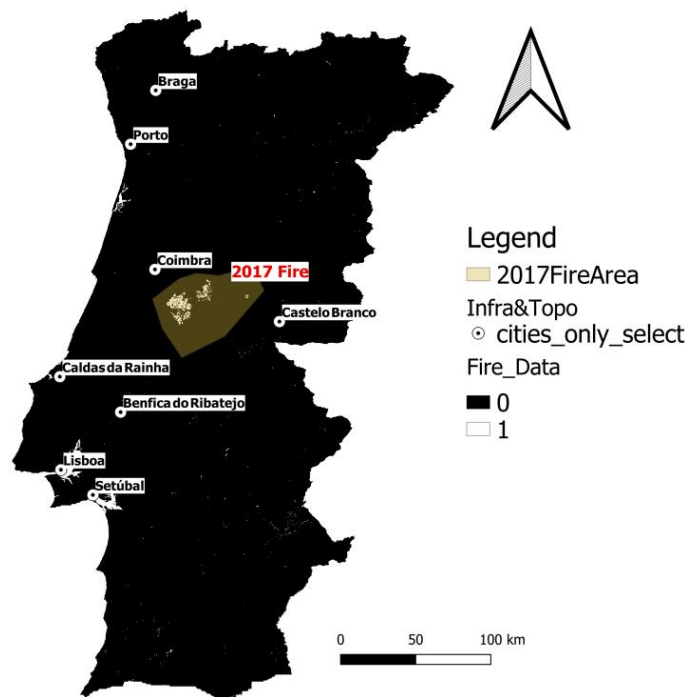 Braga
Porto
Coimbra
2017 Fire
Castelo Branco
Caldas da Rainha
Benfica do Ribatejo
Lisboa
Setúbal
Legend
2017FireArea
Infra&Topo
cities_only_select
Fire_Data
0
1
0 50 100 km